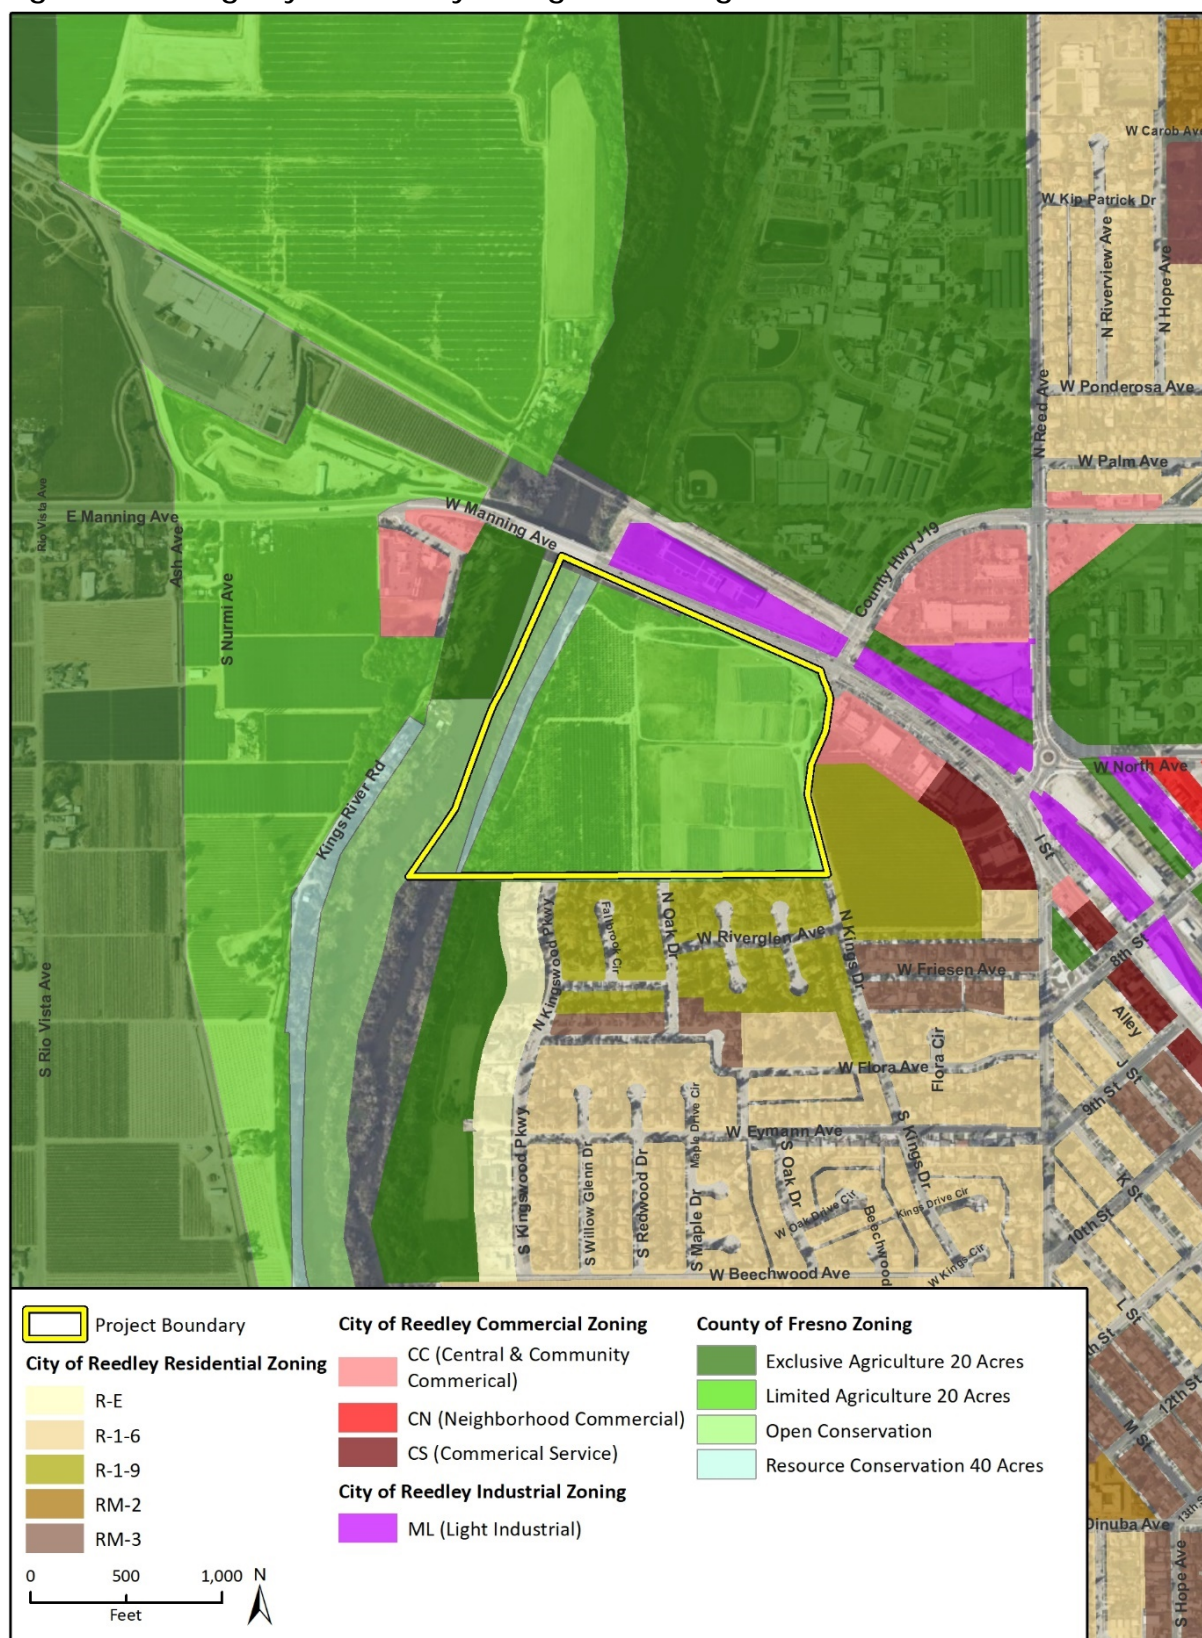 W Carob Ave
W Kip Patrick Dr
N Riverview Ave
N Hope Ave
W Ponderosa Ave
N Reed Ave
W Palm Ave
Rio Vista Ave
E Manning Ave
W Manning Ave
Ash Ave
S Nurmi Ave
County Hwy J19
W North Ave
Kings River Rd
I St
8th St
N Kingswood Pkwy
Fallbrook Cir
N Oak Dr
W Riverglen Ave
N Kings Dr
W Friesen Ave
S Rio Vista Ave
Alley
J St
9th St
W Flora Ave
Flora Cir
S Kingswood Pkwy
S Willow Glenn Dr
S Redwood Dr
S Maple Dr
Maple Drive Cir
W Eymann Ave
S Oak Dr
S Kings Dr
W Oak Drive Cir
Kings Drive Cir
Beechwood
W Kings Cir
W Beechwood Ave
K St
10th St
L St
12th St
M St
Dinuba Ave
S Hope Ave
Project Boundary
City of Reedley Residential Zoning
R-E
R-1-6
R-1-9
RM-2
RM-3
0 500 1,000
Feet
N
City of Reedley Commercial Zoning
CC (Central & Community
Commerical)
CN (Neighborhood Commercial)
CS (Commerical Service)
City of Reedley Industrial Zoning
ML (Light Industrial)
County of Fresno Zoning
Exclusive Agriculture 20 Acres
Limited Agriculture 20 Acres
Open Conservation
Resource Conservation 40 Acres